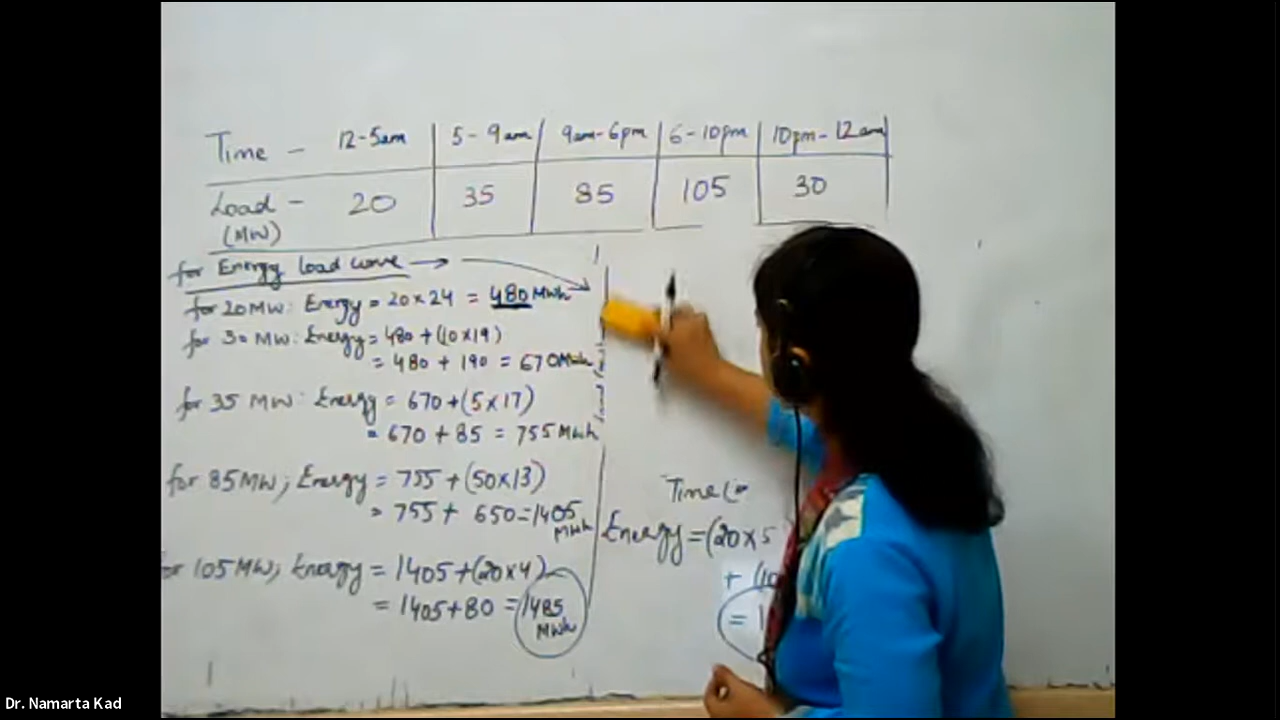 Time - 12-5am 5-9am 9am-6pm 6-10pm 10pm-12am
Load - 20 35 85 105 30
(MW)
for Energy load curve →
for 20MW: Energy = 20×24 = 480 MWh
for 30 MW: Energy = 480 + (10×19)
= 480 + 190 = 670 MWh
for 35 MW: Energy = 670+(5×17)
= 670 + 85 = 755 MWh
for 85MW; Energy = 755 + (50×13)
= 755 + 650 = 1405
MWh
for 105 MW; Energy = 1405+(20×4)
= 1405+80 = 1485
MWh
Time (in
Energy = (20×5
+ (10
= 1
Dr. Namarta Kad